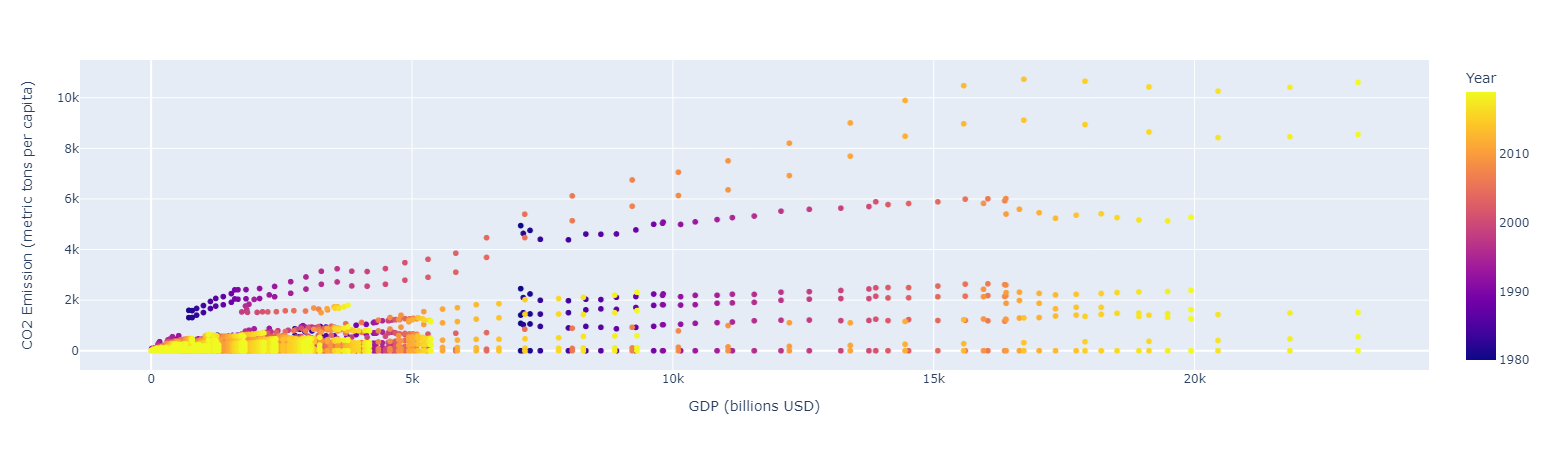 CO2 Emission (metric tons per capita)
10k
8k
6k
4k
2k
0
0
5k
10k
15k
20k
GDP (billions USD)
Year
2010
2000
1990
1980